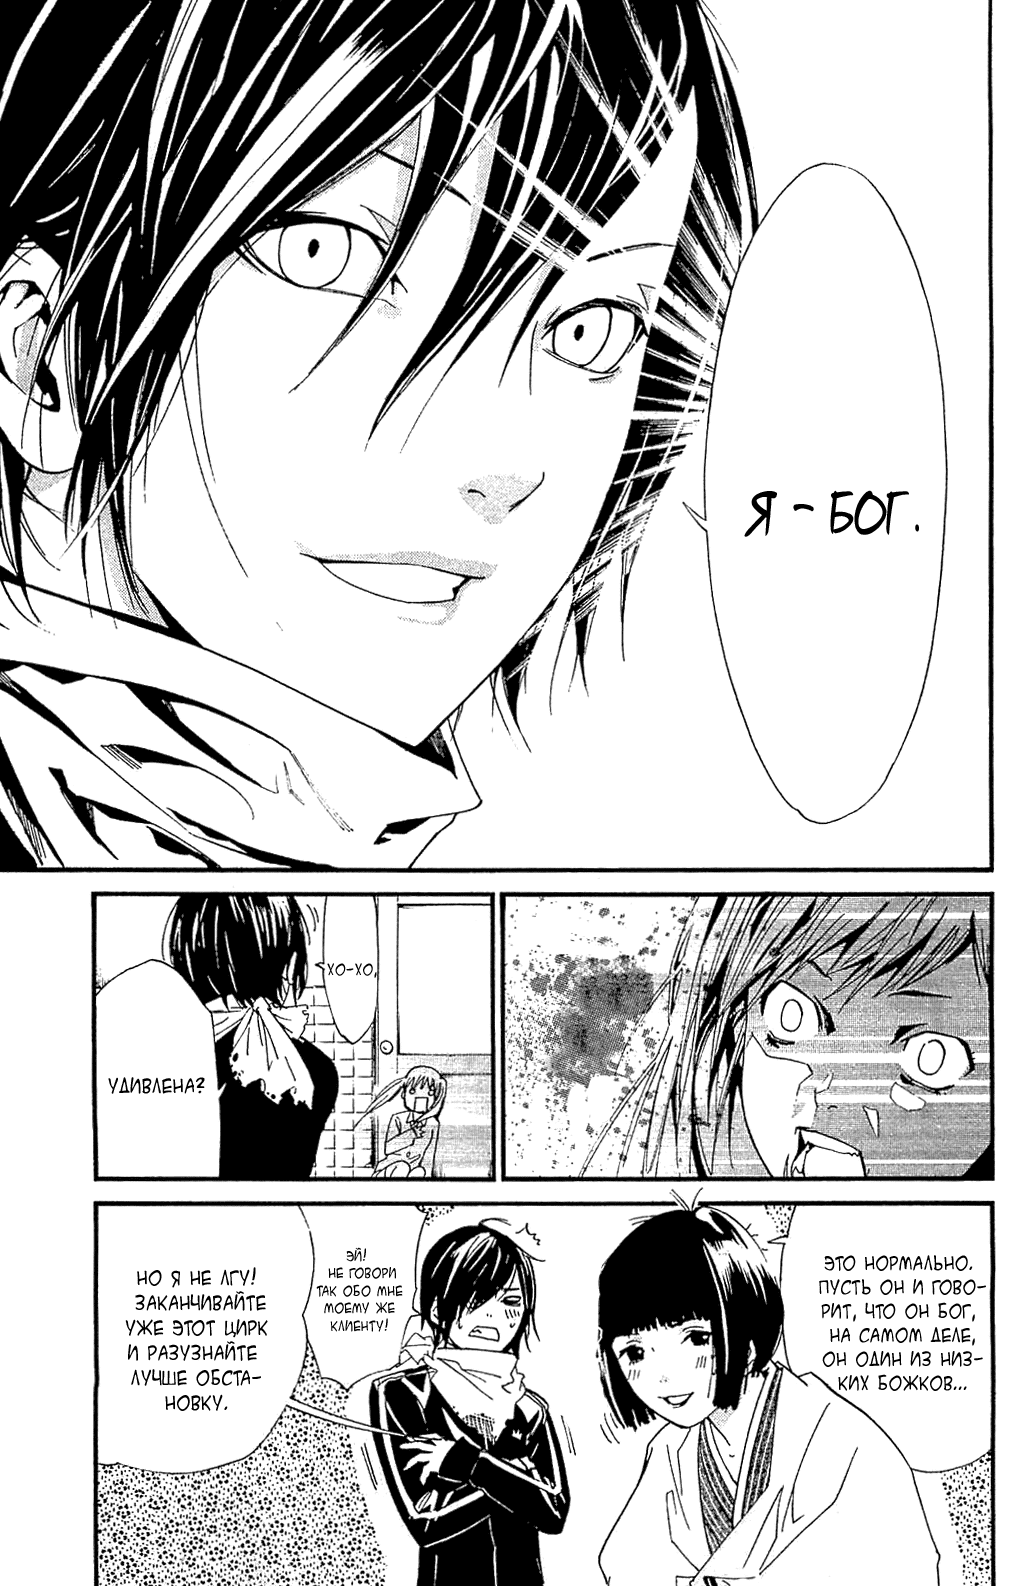 Я - БОГ.
ХО-ХО,
УДИВЛЕНА?
ЭТО НОРМАЛЬНО.
ПУСТЬ ОН И ГОВО-
РИТ, ЧТО ОН БОГ,
НА САМОМ ДЕЛЕ,
ОН ОДИН ИЗ НИЗ-
КИХ БОЖКОВ...
ЭЙ!
НЕ ГОВОРИ
ТАК ОБО МНЕ
МОЕМУ ЖЕ
КЛИЕНТУ!
НО Я НЕ ЛГУ!
ЗАКАНЧИВАЙТЕ
УЖЕ ЭТОТ ЦИРК
И РАЗУЗНАЙТЕ
ЛУЧШЕ ОБСТА-
НОВКУ.